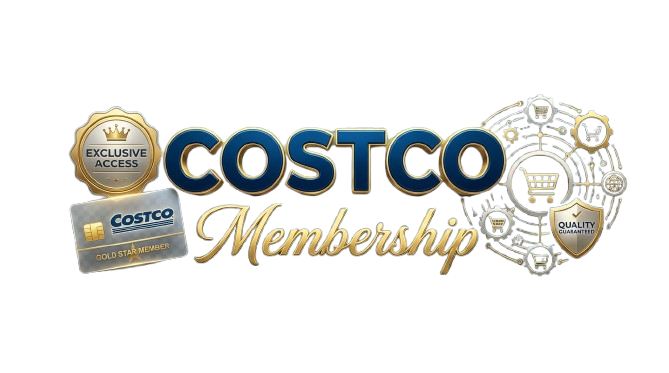 EXCLUSIVE
ACCESS
COSTCO
Membership
COSTCO
GOLD STAR MEMBER
QUALITY
GUARANTEED